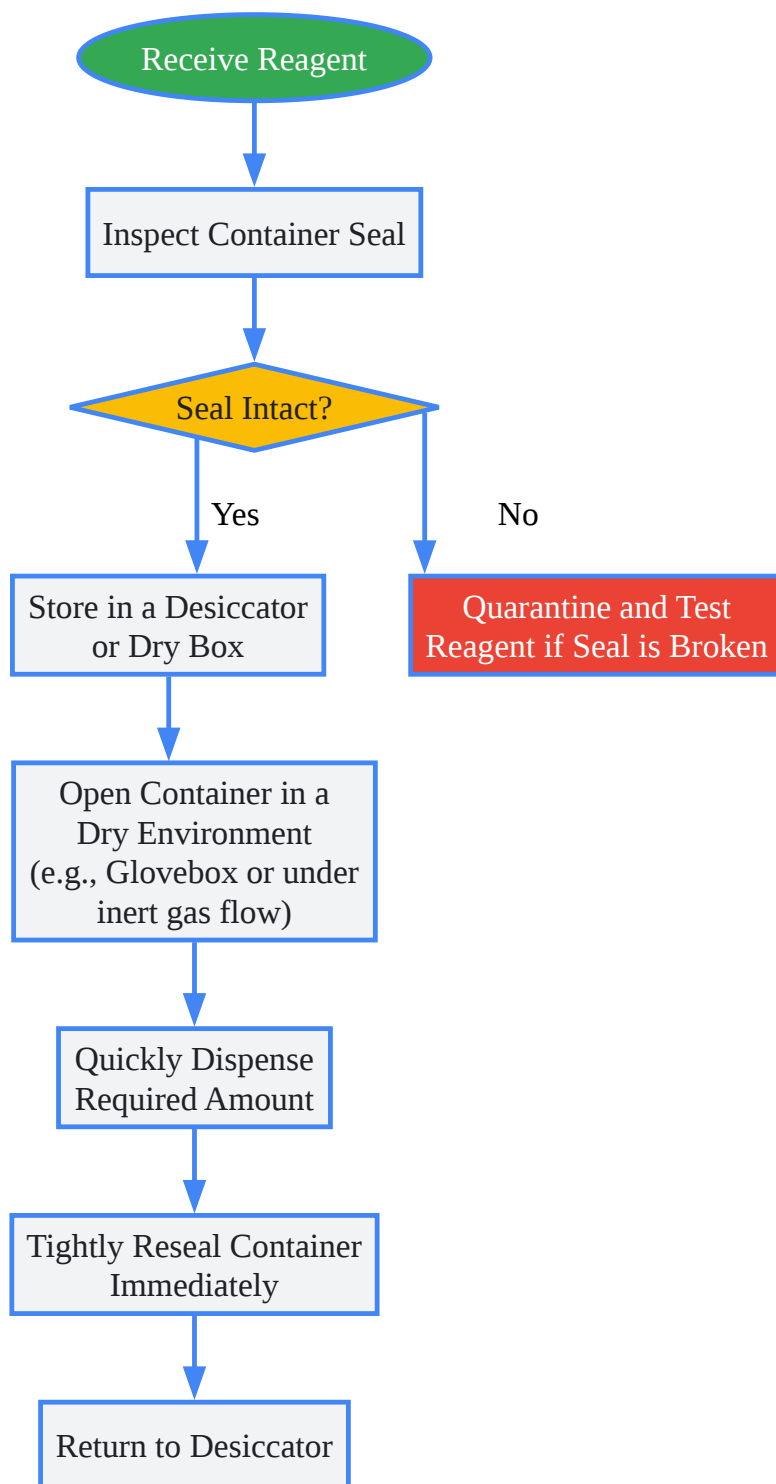 Receive Reagent
Inspect Container Seal
Seal Intact?
Yes
No
Store in a Desiccator
or Dry Box
Quarantine and Test
Reagent if Seal is Broken
Open Container in a
Dry Environment
(e.g., Glovebox or under
inert gas flow)
Quickly Dispense
Required Amount
Tightly Reseal Container
Immediately
Return to Desiccator